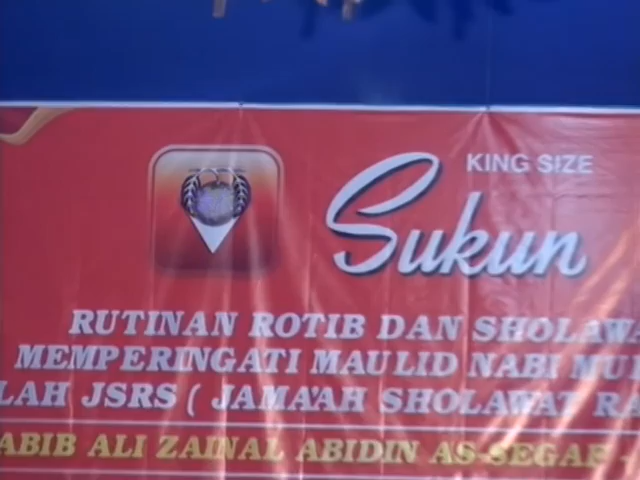 KING SIZE
Sukun
RUTINAN ROTIB DAN SHOLAWA
MEMPERINGATI MAULID NABI MU
LAH JSRS ( JAMA'AH SHOLAWAT RA
ABIB ALI ZAINAL ABIDIN AS-SEGAF -